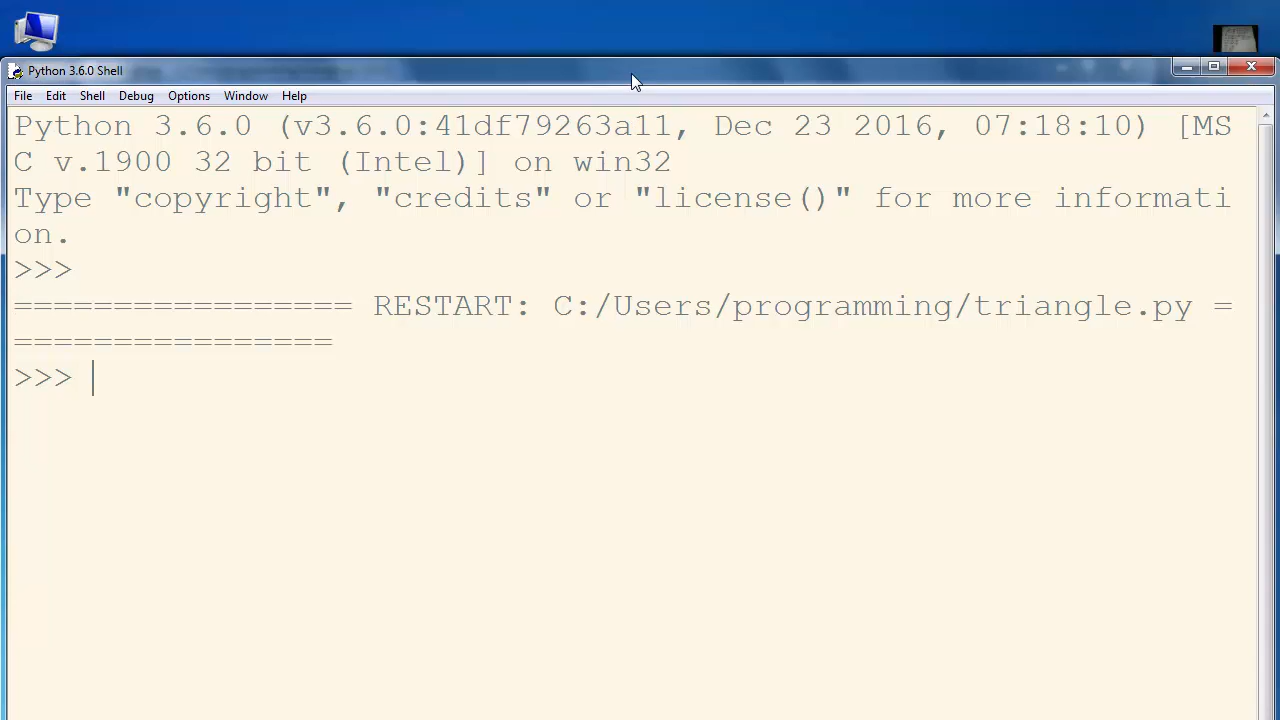 Python 3.6.0 Shell
File Edit Shell Debug Options Window Help
Python 3.6.0 (v3.6.0:41df79263a11, Dec 23 2016, 07:18:10) [MS
C v.1900 32 bit (Intel)] on win32
Type "copyright", "credits" or "license()" for more informati
on.
>>>
================= RESTART: C:/Users/programming/triangle.py =
================
>>>